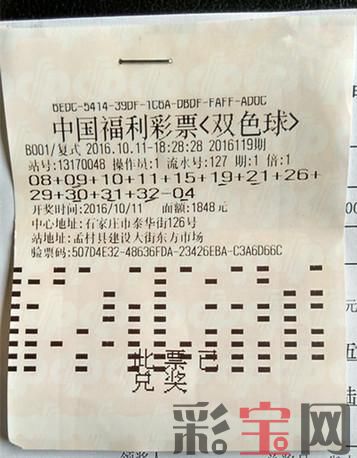 BEDC-5414-39DF-1C6A-DBDF-FAFF-ADDC
中国福利彩票<双色球>
B001/复式 2016.10.11-18:28:28 2016119期
站号:13170048 操作员:1 流水号:127 期:1 倍:1
08+09+10+11+15+19+21+26+
29+30+31+32-04
开奖时间:2016/10/11 面额:1848元
中心地址:石家庄市泰华街126号
站地址:孟村县建设大街东方市场
验票码:507D4E32-48636FDA-23426EBA-C3A6D66C
此票已
兑奖
彩宝网
元
五
陆